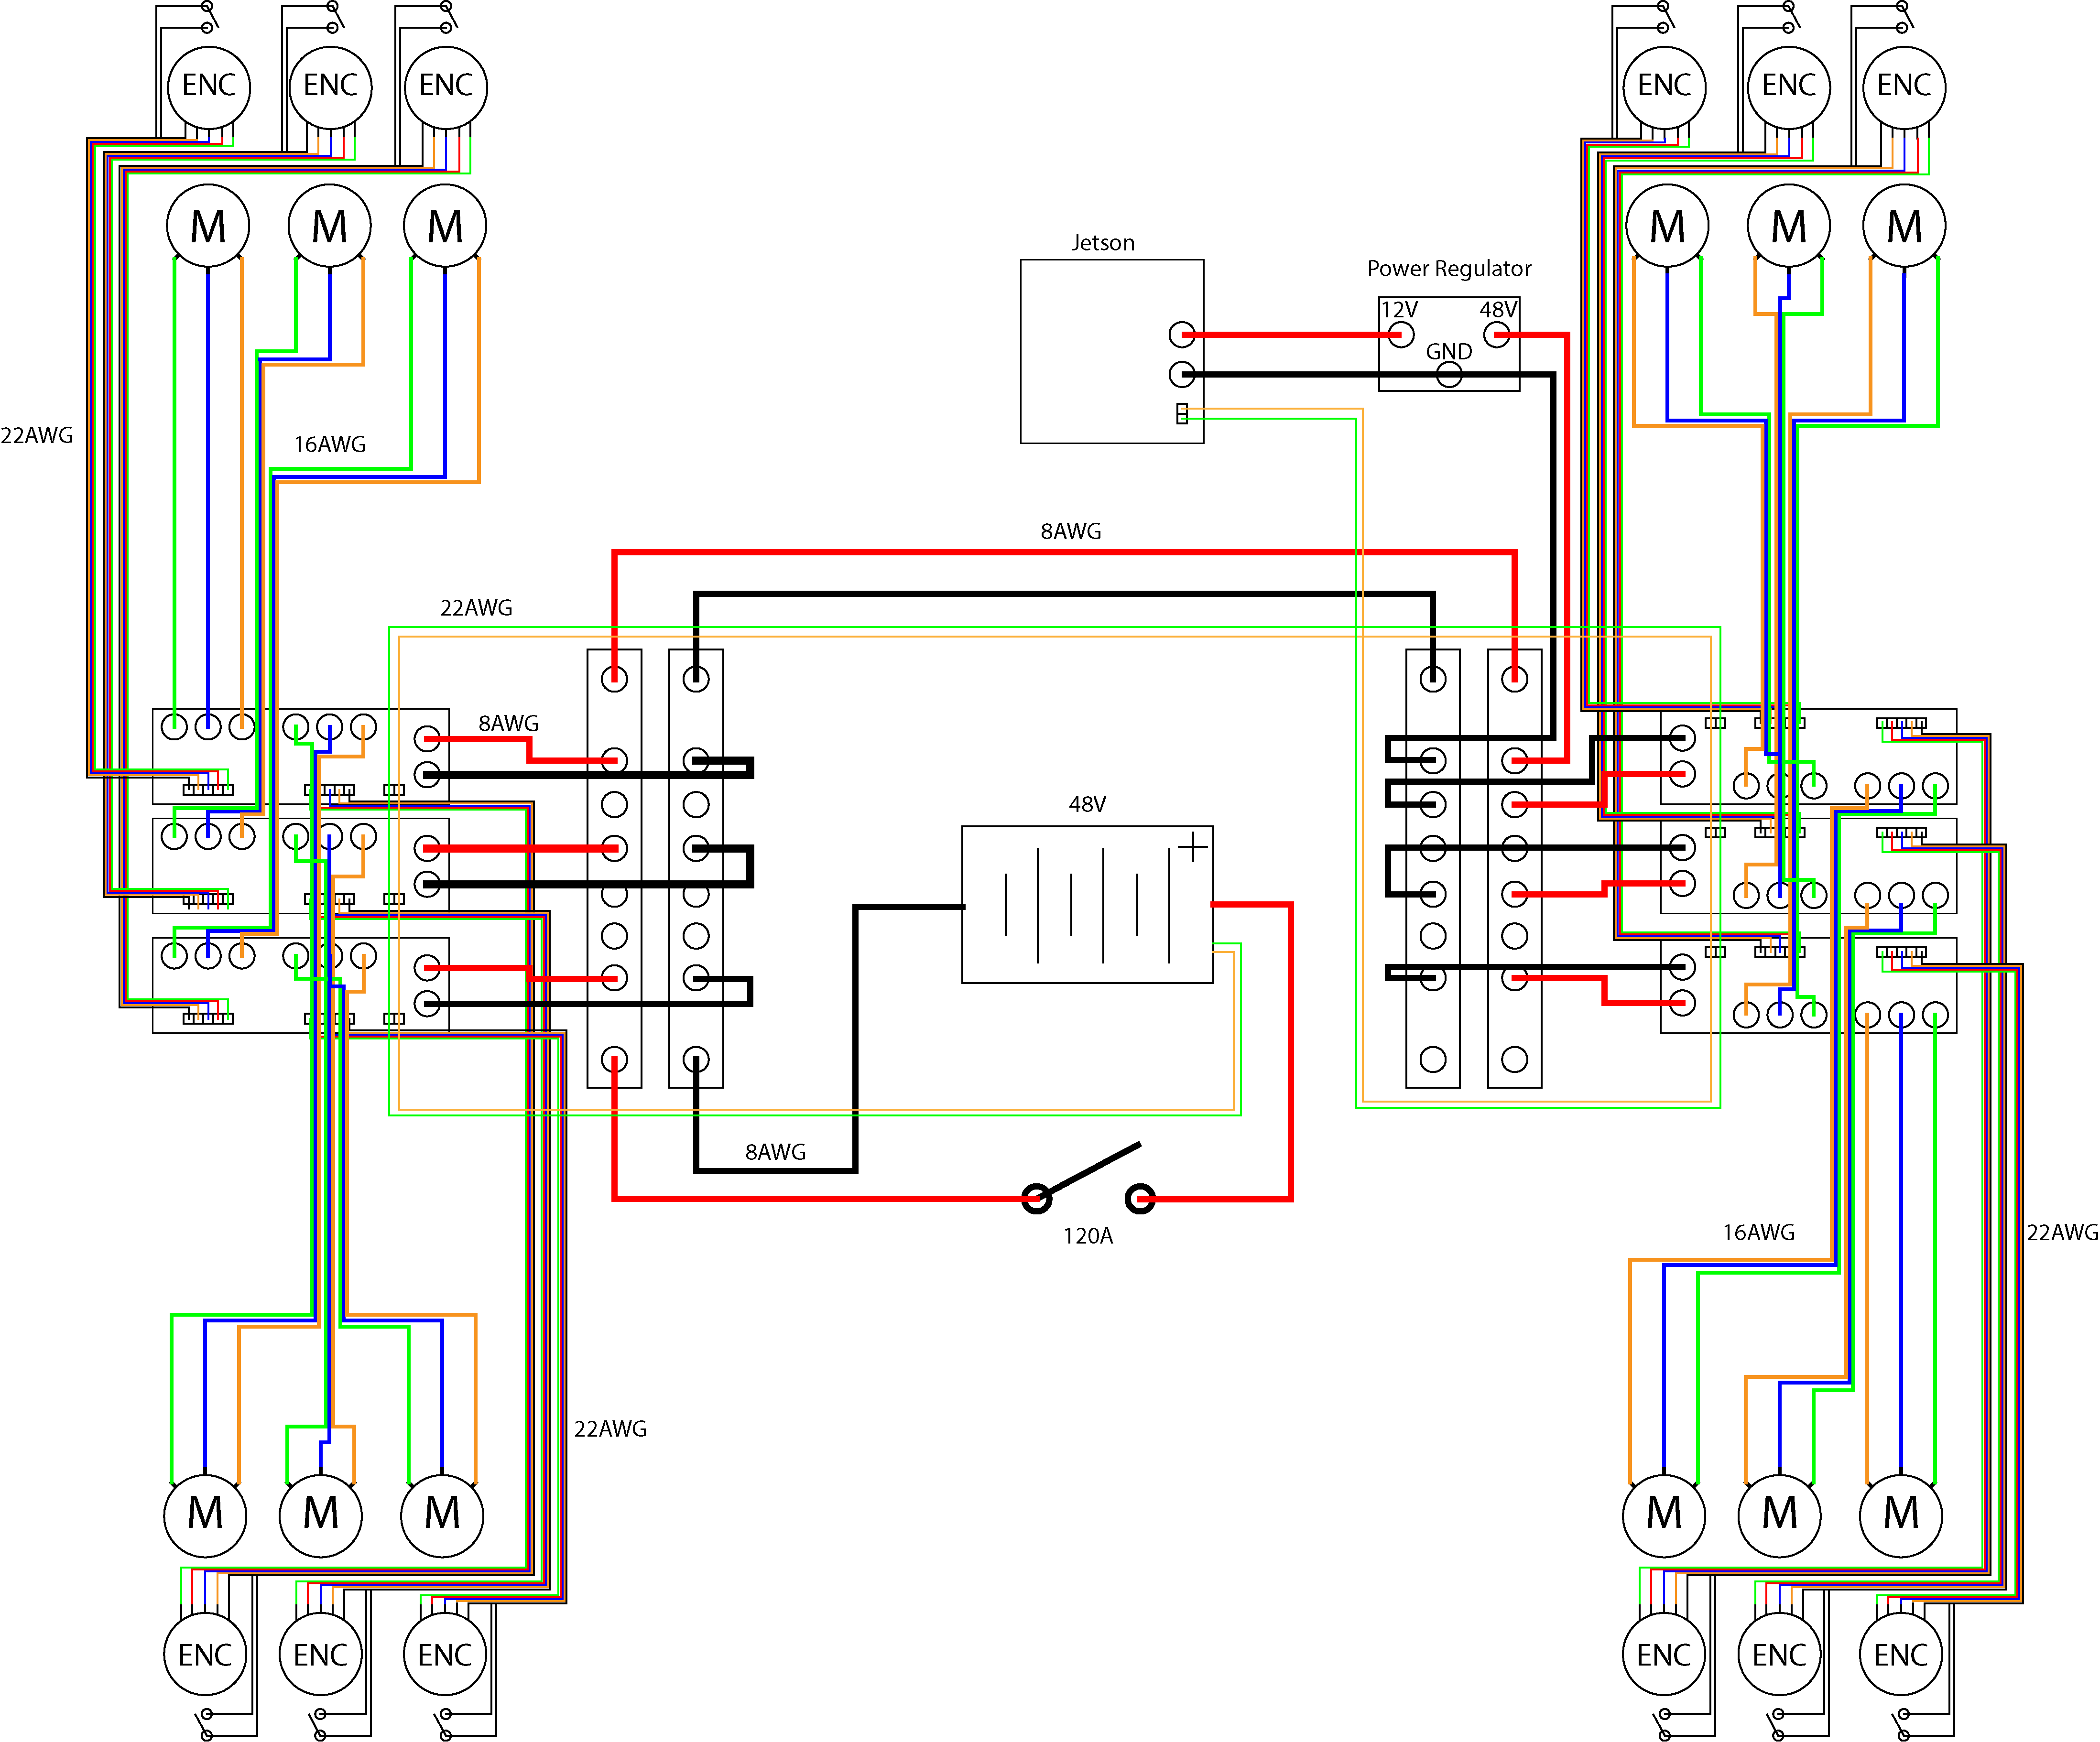 ENC ENC ENC ENC ENC ENC
M M M M M M
Jetson
Power Regulator
12V 48V
GND
22AWG
16AWG
8AWG
22AWG
8AWG
48V
8AWG
120A
16AWG
22AWG
22AWG
M M M M M M
ENC ENC ENC ENC ENC ENC